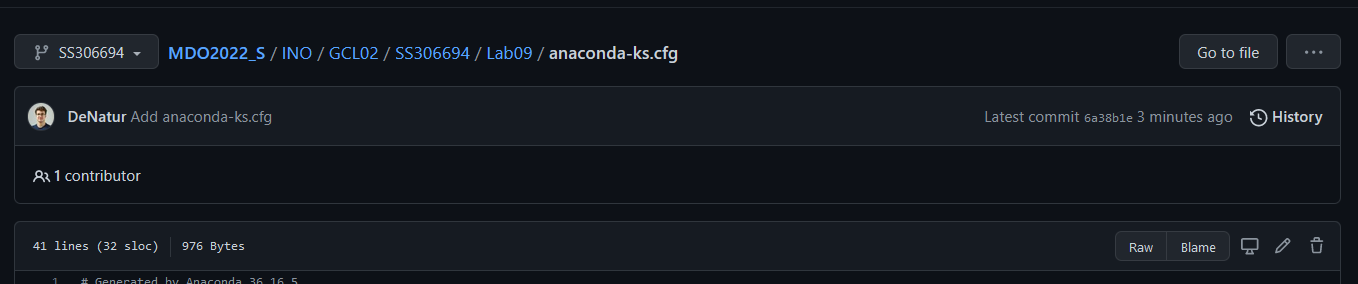 SS306694 MDO2022_S / INO / GCL02 / SS306694 / Lab09 / anaconda-ks.cfg Go to file ...
DeNatur Add anaconda-ks.cfg Latest commit 6a38b1e 3 minutes ago History
1 contributor
41 lines (32 sloc) 976 Bytes Raw Blame
1 # Generated by Anaconda 36.16.5